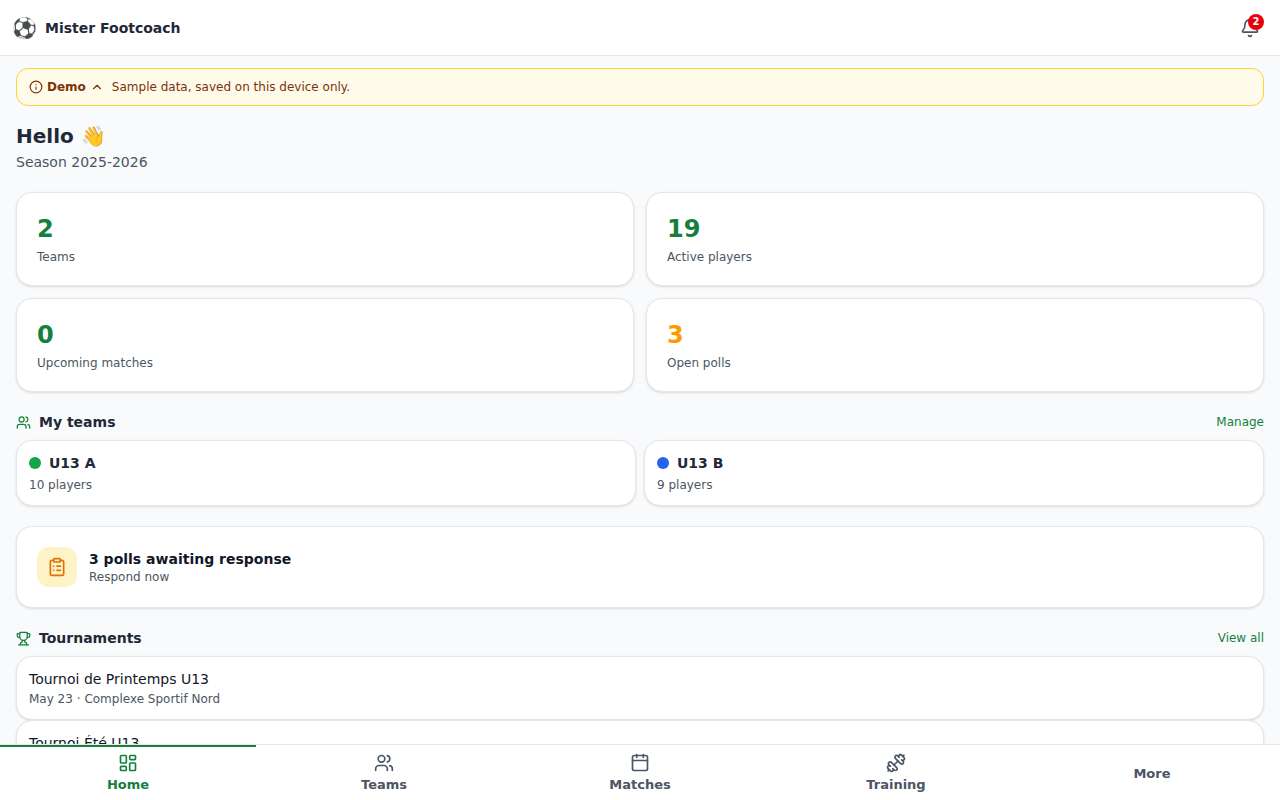 Mister Footcoach
2
Demo Sample data, saved on this device only.
Hello 👋
Season 2025-2026
2
Teams
19
Active players
0
Upcoming matches
3
Open polls
My teams
Manage
U13 A
10 players
U13 B
9 players
3 polls awaiting response
Respond now
Tournaments
View all
Tournoi de Printemps U13
May 23 · Complexe Sportif Nord
Tournoi Été U13
Home
Teams
Matches
Training
More